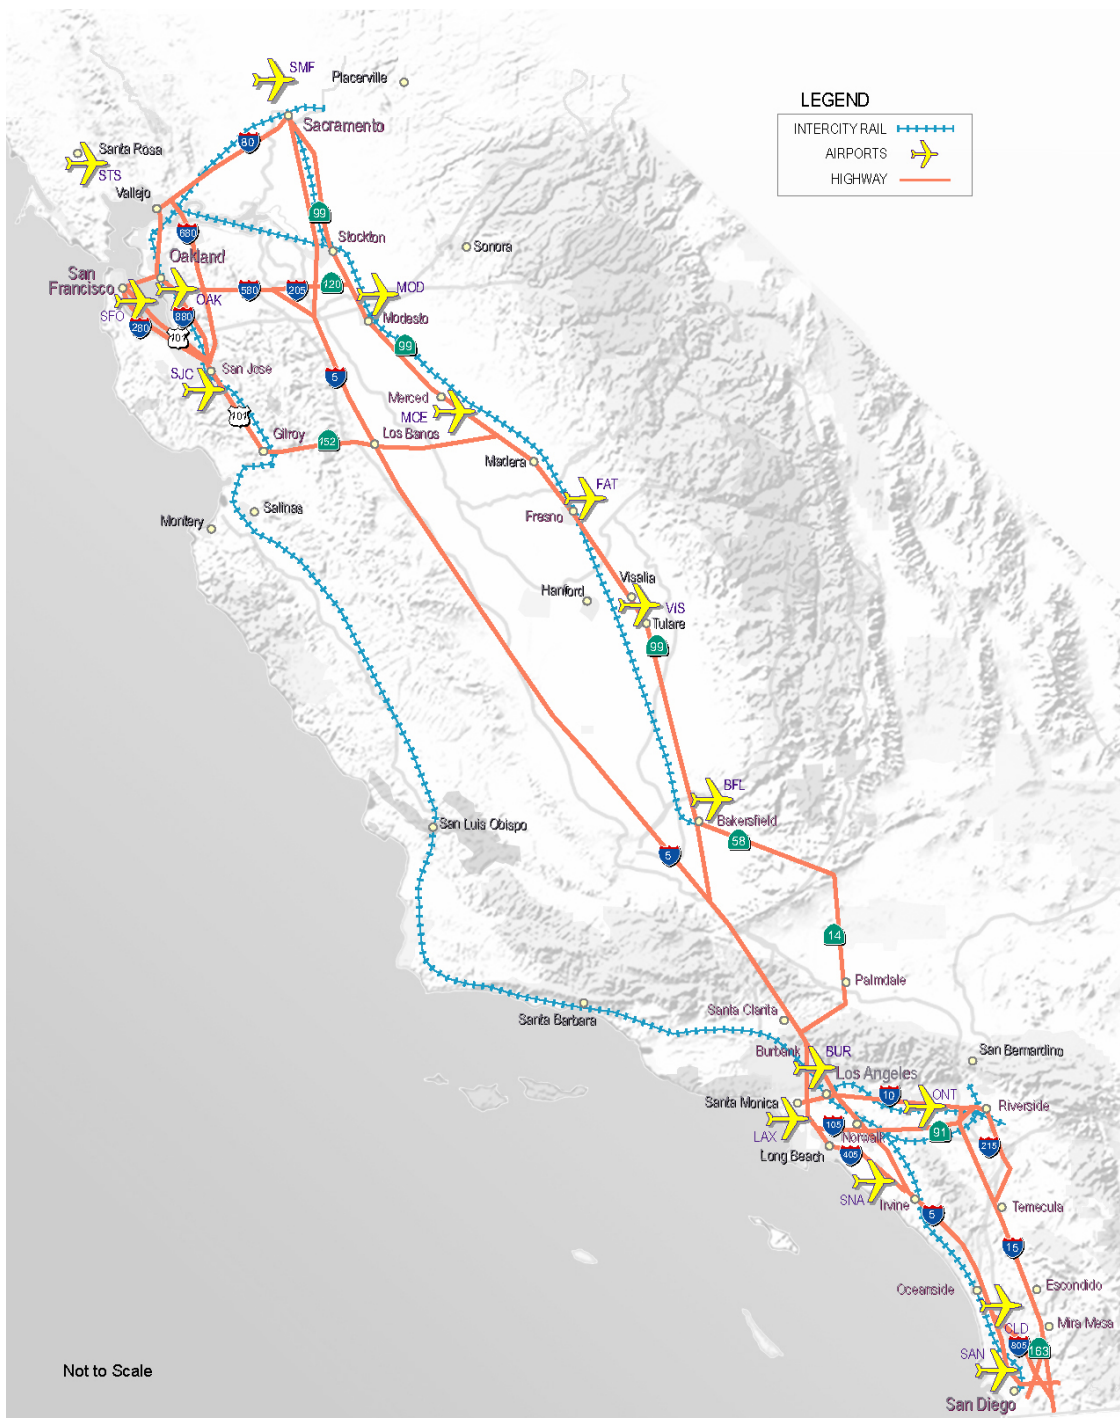 SMF
Placerville
LEGEND
INTERCITY RAIL
AIRPORTS
HIGHWAY
Sacramento
80
Santa Rosa
STS
Vallejo
99
680
Stockton
Sonora
Oakland
San
Francisco
OAK
580
205
120
MOD
SFO
880
280
101
Modesto
99
SJC
San Jose
5
Merced
MCE
101
Gilroy
152
Los Banos
Madera
FAT
Fresno
Salinas
Montery
Visalia
Hanford
VIS
Tulare
99
BFL
Bakersfield
San Luis Obispo
58
5
14
Palmdale
Santa Clarita
Santa Barbara
Burbank
BUR
San Bernardino
Los Angeles
Santa Monica
10
ONT
Riverside
LAX
105
Norwalk
91
Long Beach
405
215
SNA
Irvine
5
Temecula
15
Oceanside
Escondido
CLD
Mira Mesa
805
163
SAN
San Diego
Not to Scale